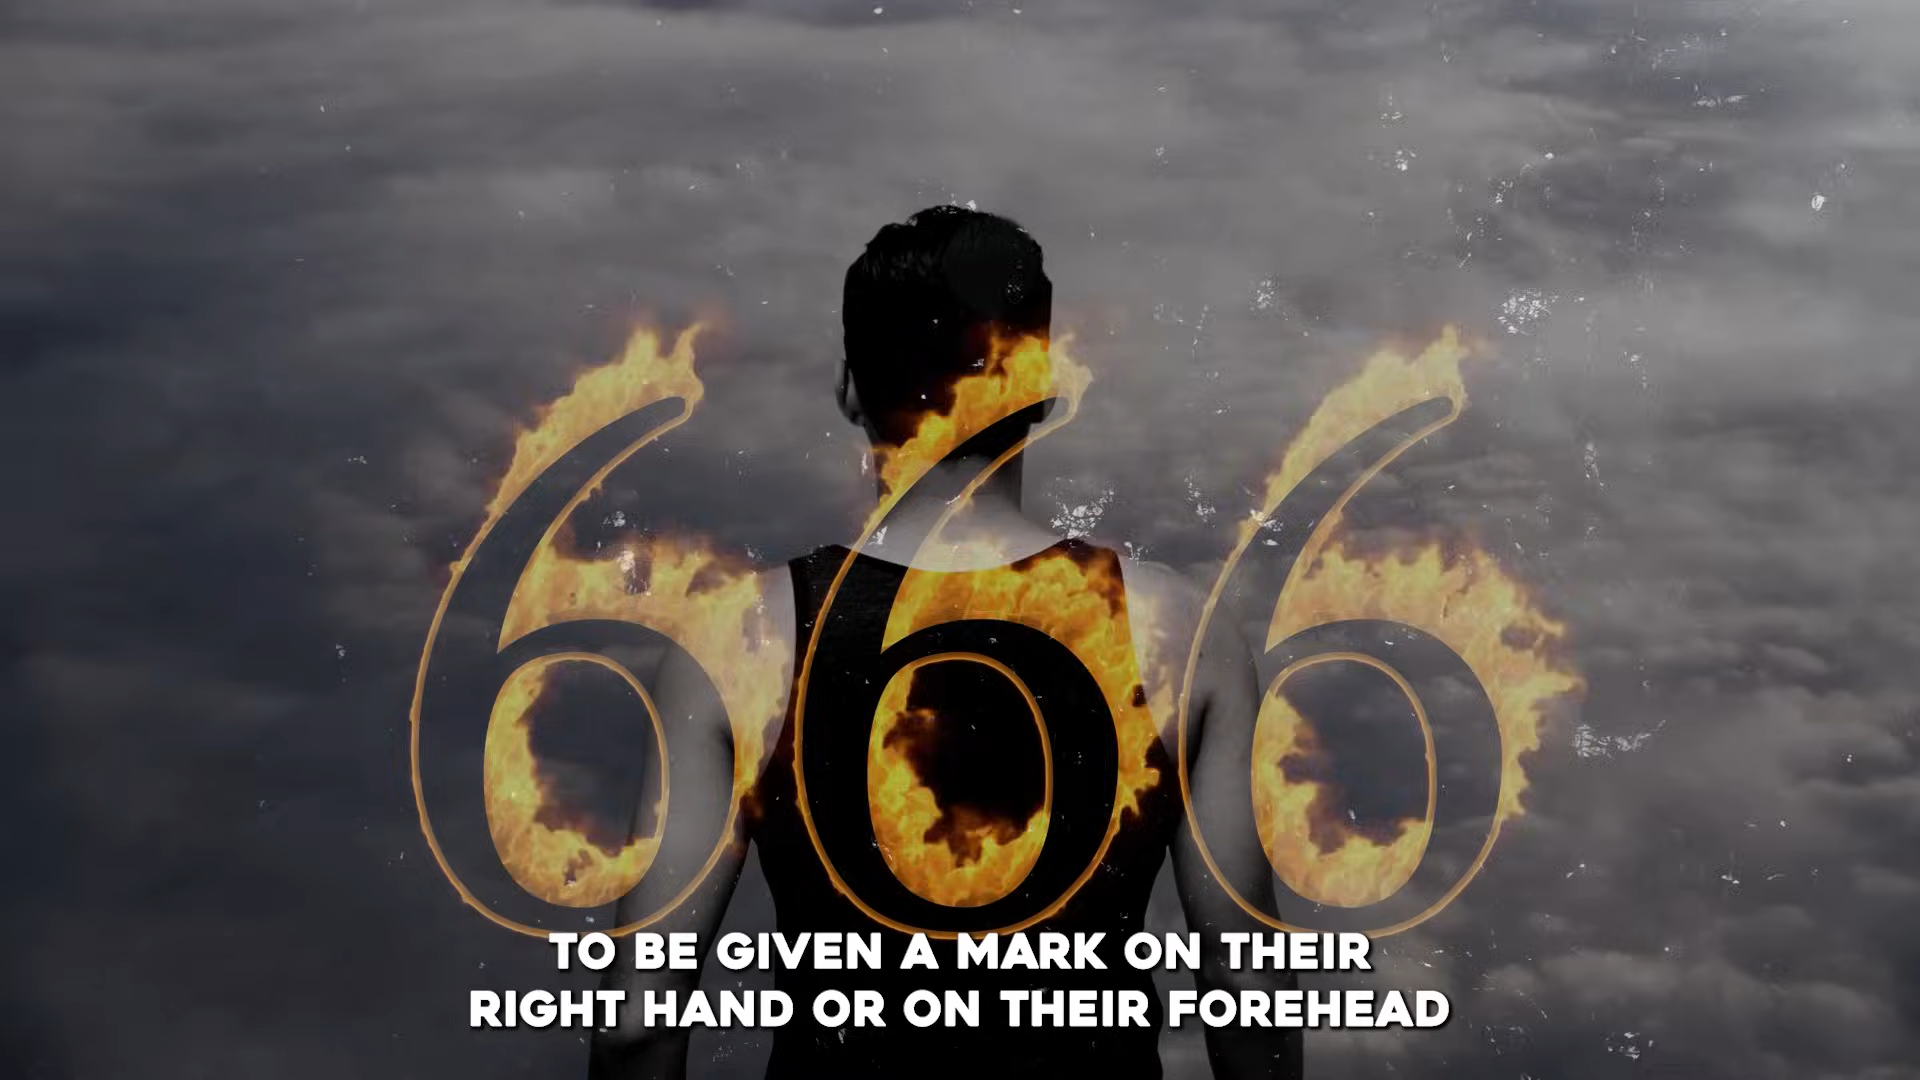 666
TO BE GIVEN A MARK ON THEIR
RIGHT HAND OR ON THEIR FOREHEAD